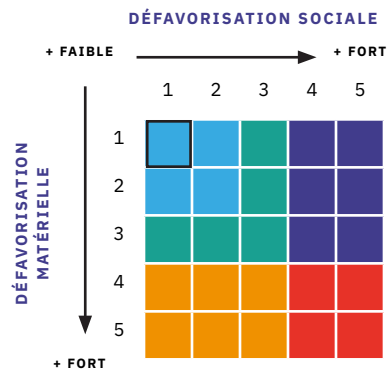 DÉFAVORISATION SOCIALE
+ FAIBLE
+ FORT
1 2 3 4 5
DÉFAVORISATION
MATÉRIELLE
1
2
3
4
5
+ FORT